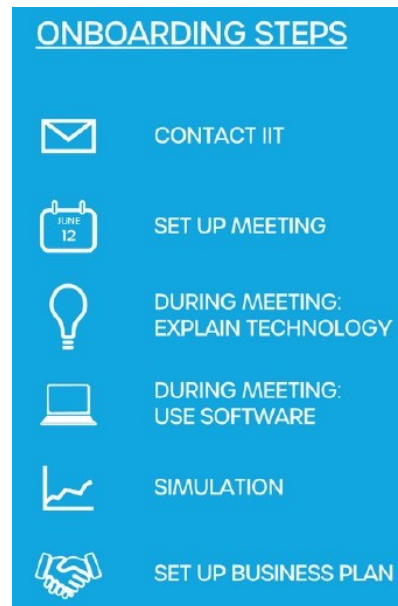 ONBOARDING STEPS
CONTACT IIT
JUNE
12
SET UP MEETING
DURING MEETING:
EXPLAIN TECHNOLOGY
DURING MEETING:
USE SOFTWARE
SIMULATION
SET UP BUSINESS PLAN